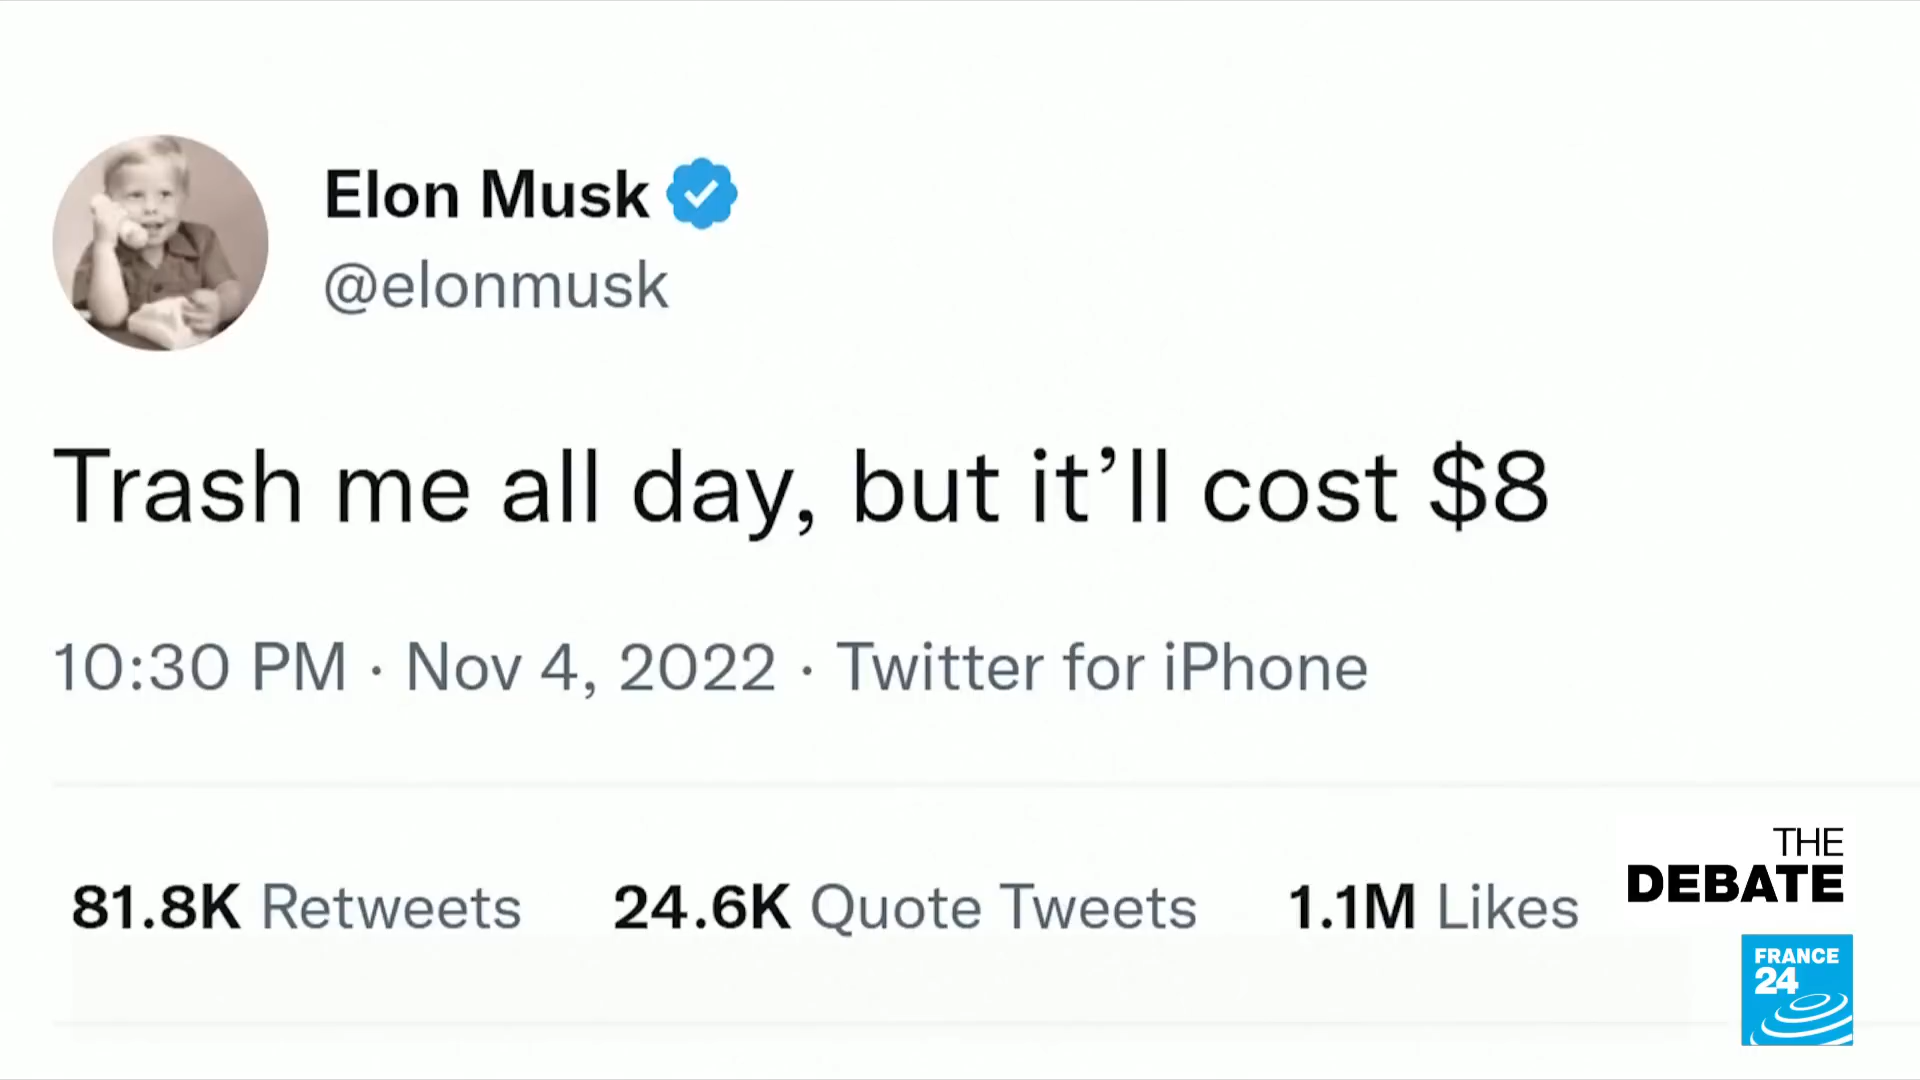 Elon Musk
@elonmusk
Trash me all day, but it’ll cost $8
10:30 PM · Nov 4, 2022 · Twitter for iPhone
81.8K Retweets 24.6K Quote Tweets 1.1M Likes
THE
DEBATE
FRANCE
24